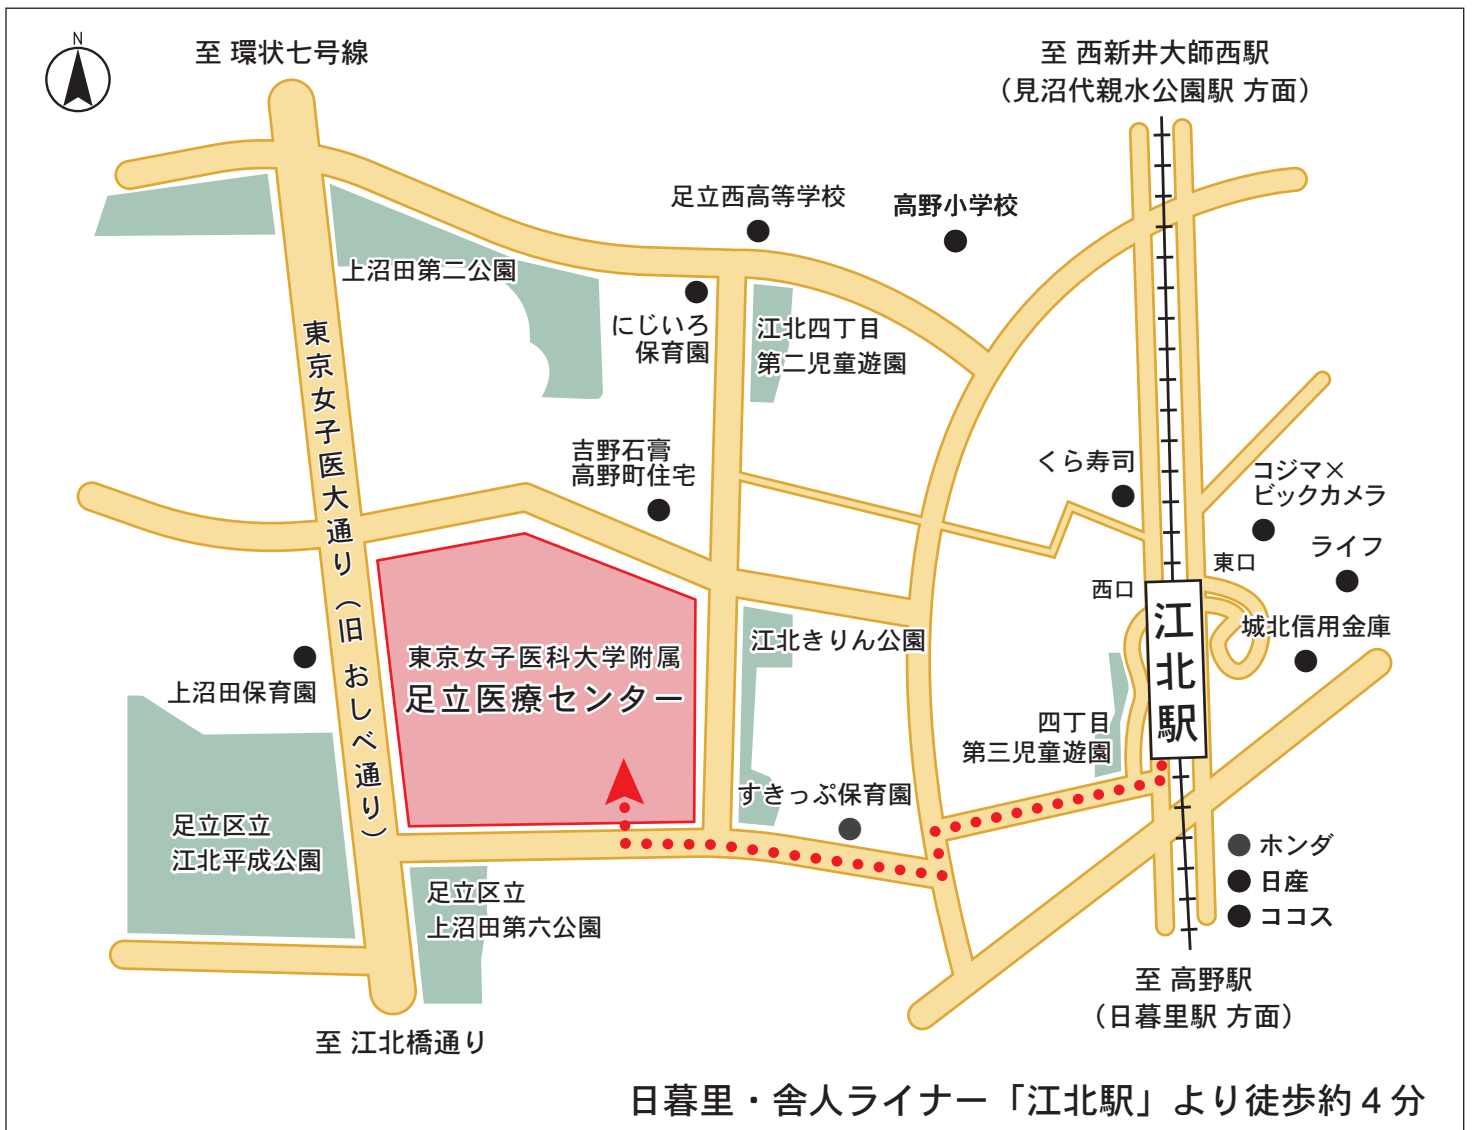 N
至 環状七号線
至 西新井大師西駅
（見沼代親水公園駅 方面）
足立西高等学校
高野小学校
上沼田第二公園
にじいろ
保育園
江北四丁目
第二児童遊園
東京女子医大通り（旧 おしべ通り）
吉野石膏
高野町住宅
くら寿司
コジマ×
ビックカメラ
ライフ
東口
西口
江北駅
城北信用金庫
江北きりん公園
東京女子医科大学附属
足立医療センター
上沼田保育園
四丁目
第三児童遊園
すきっぷ保育園
足立区立
江北平成公園
足立区立
上沼田第六公園
ホンダ
日産
ココス
至 高野駅
（日暮里駅 方面）
至 江北橋通り
日暮里・舎人ライナー「江北駅」より徒歩約4分